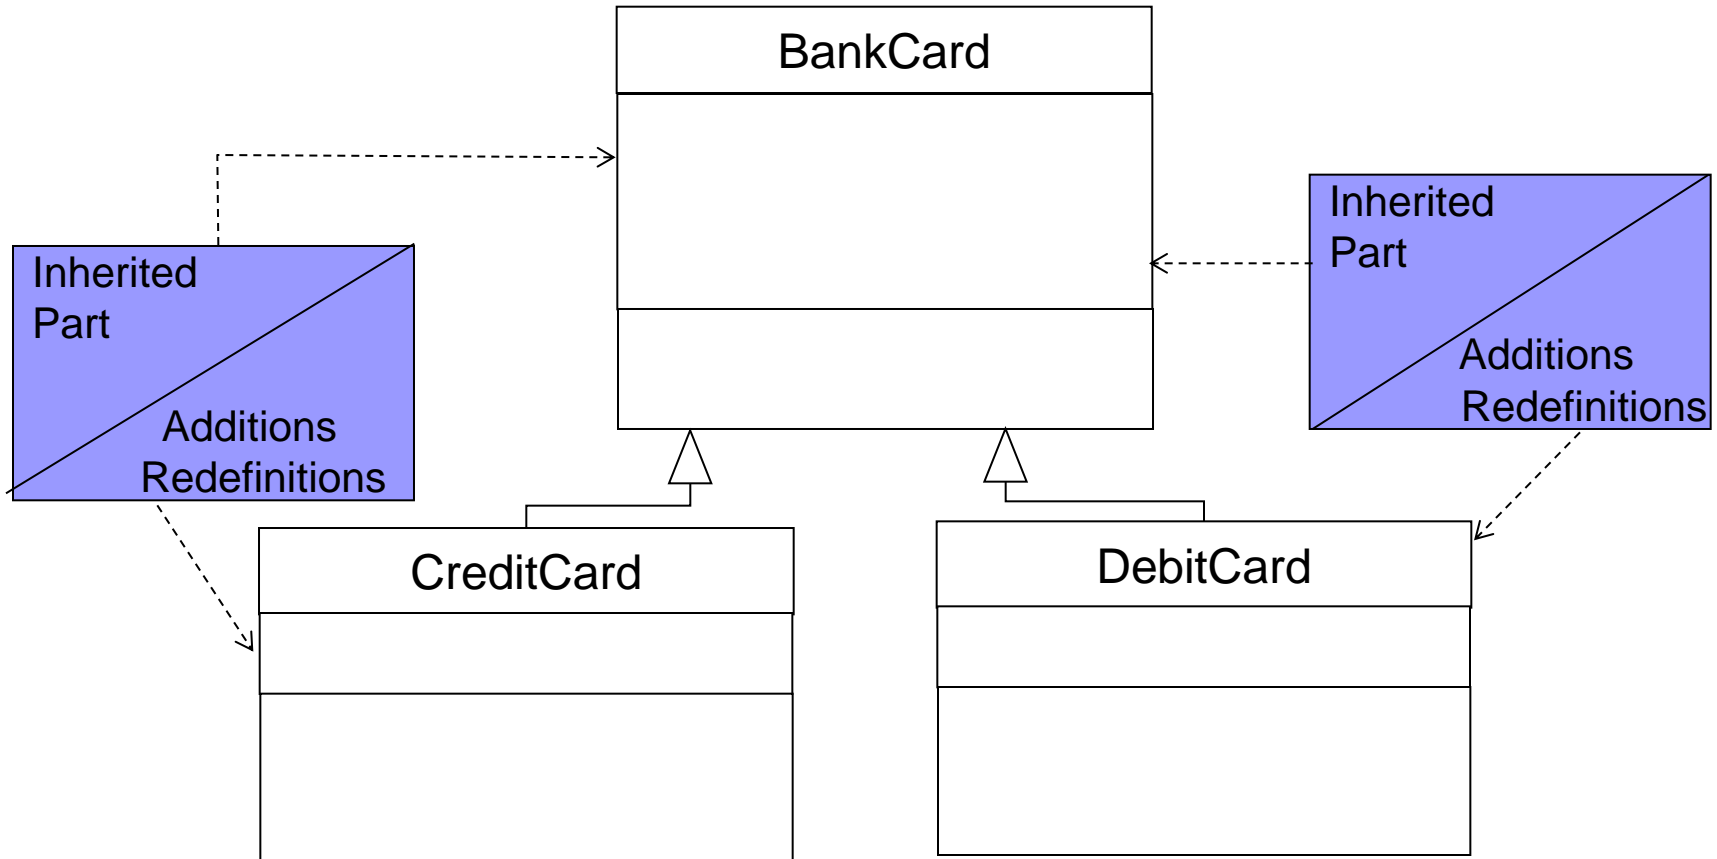 BankCard
Inherited
Part
Additions
Redefinitions
Inherited
Part
Additions
Redefinitions
CreditCard
DebitCard